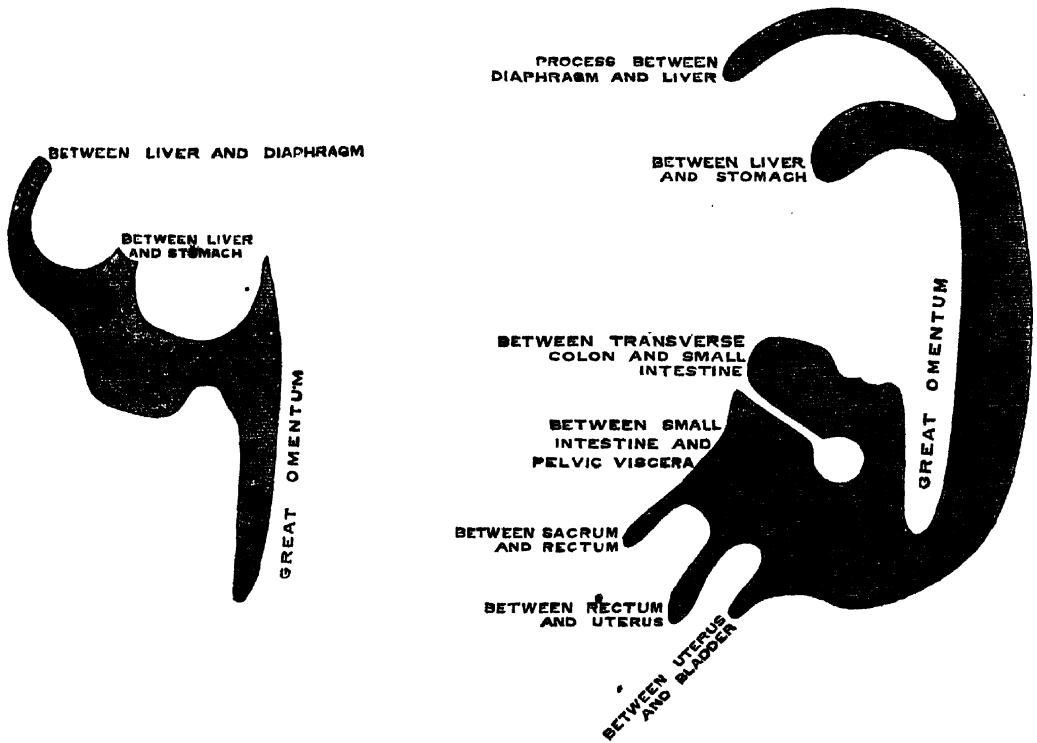 BETWEEN LIVER AND DIAPHRAGM
BETWEEN LIVER
AND STOMACH
GREAT OMENTUM
PROCESS BETWEEN
DIAPHRAGM AND LIVER
BETWEEN LIVER
AND STOMACH
BETWEEN TRANSVERSE
COLON AND SMALL
INTESTINE
GREAT OMENTUM
BETWEEN SMALL
INTESTINE AND
PELVIC VISCERA
BETWEEN SACRUM
AND RECTUM
BETWEEN RECTUM
AND UTERUS
BETWEEN UTERUS
AND BLADDER